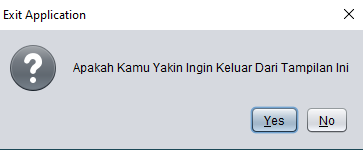 Exit Application
Apakah Kamu Yakin Ingin Keluar Dari Tampilan Ini
Yes
No